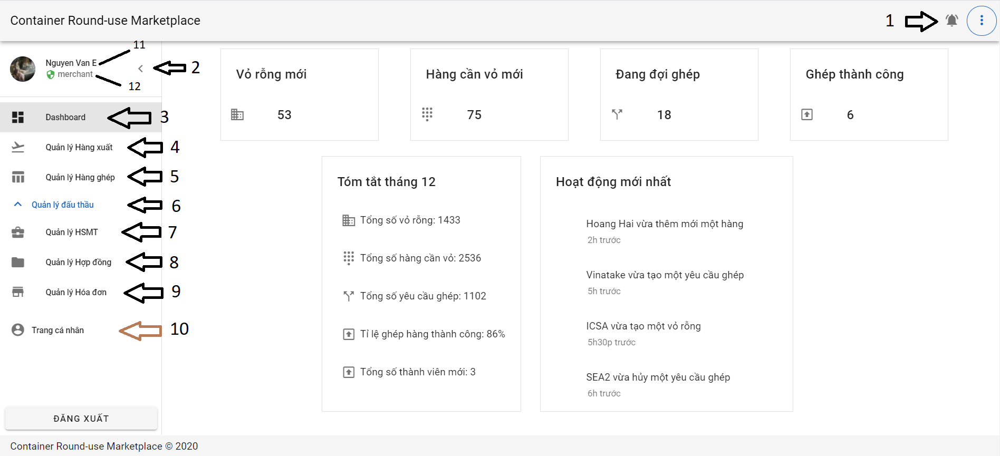 Container Round-use Marketplace
1
11
Nguyen Van E
merchant
2
12
Dashboard
3
Quản lý Hàng xuất
4
Quản lý Hàng ghép
5
Quản lý đấu thầu
6
Quản lý HSMT
7
Quản lý Hợp đồng
8
Quản lý Hóa đơn
9
Trang cá nhân
10
ĐĂNG XUẤT
Vỏ rỗng mới
53
Hàng cần vỏ mới
75
Đang đợi ghép
18
Ghép thành công
6
Tóm tắt tháng 12
Tổng số vỏ rỗng: 1433
Tổng số hàng cần vỏ: 2536
Tổng số yêu cầu ghép: 1102
Tỉ lệ ghép hàng thành công: 86%
Tổng số thành viên mới: 3
Hoạt động mới nhất
Hoang Hai vừa thêm mới một hàng
2h trước
Vinatake vừa tạo một yêu cầu ghép
5h trước
ICSA vừa tạo một vỏ rỗng
5h30p trước
SEA2 vừa hủy một yêu cầu ghép
6h trước
Container Round-use Marketplace © 2020